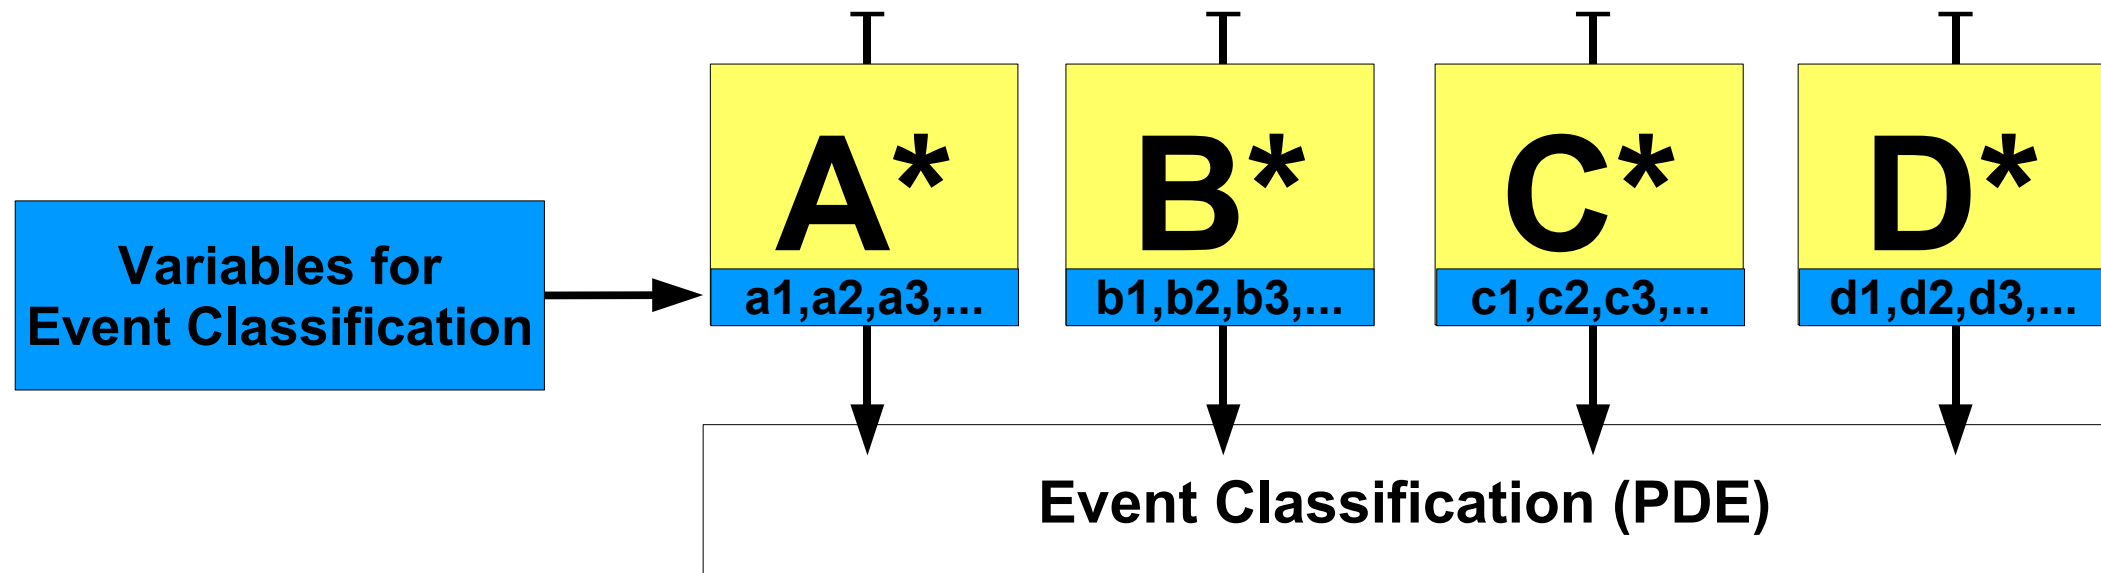 A* B* C* D*
Variables for
Event Classification
a1,a2,a3,... b1,b2,b3,... c1,c2,c3,... d1,d2,d3,...
Event Classification (PDE)